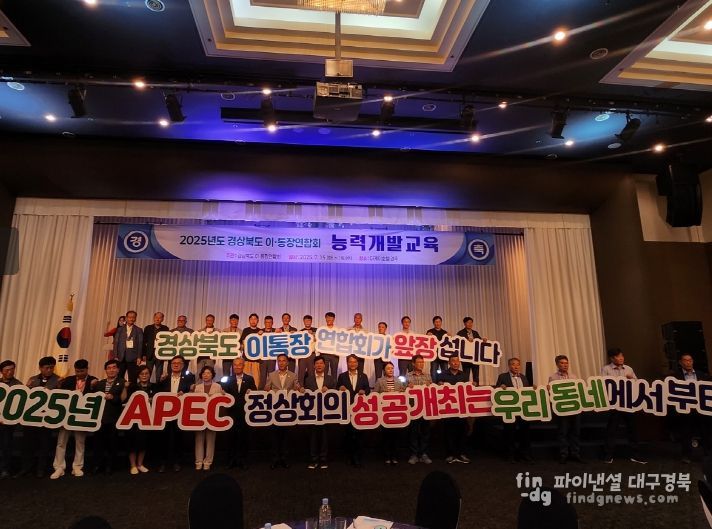 경
2025년도 경상북도 이·통장연합회 능력개발교육
축
경상북도 이통장 연합회가 앞장 섭니다
2025년 APEC 정상회의 성공개최는 우리 동네에서부터
fin-dg 파이낸셜 대구경북
findgnews.com